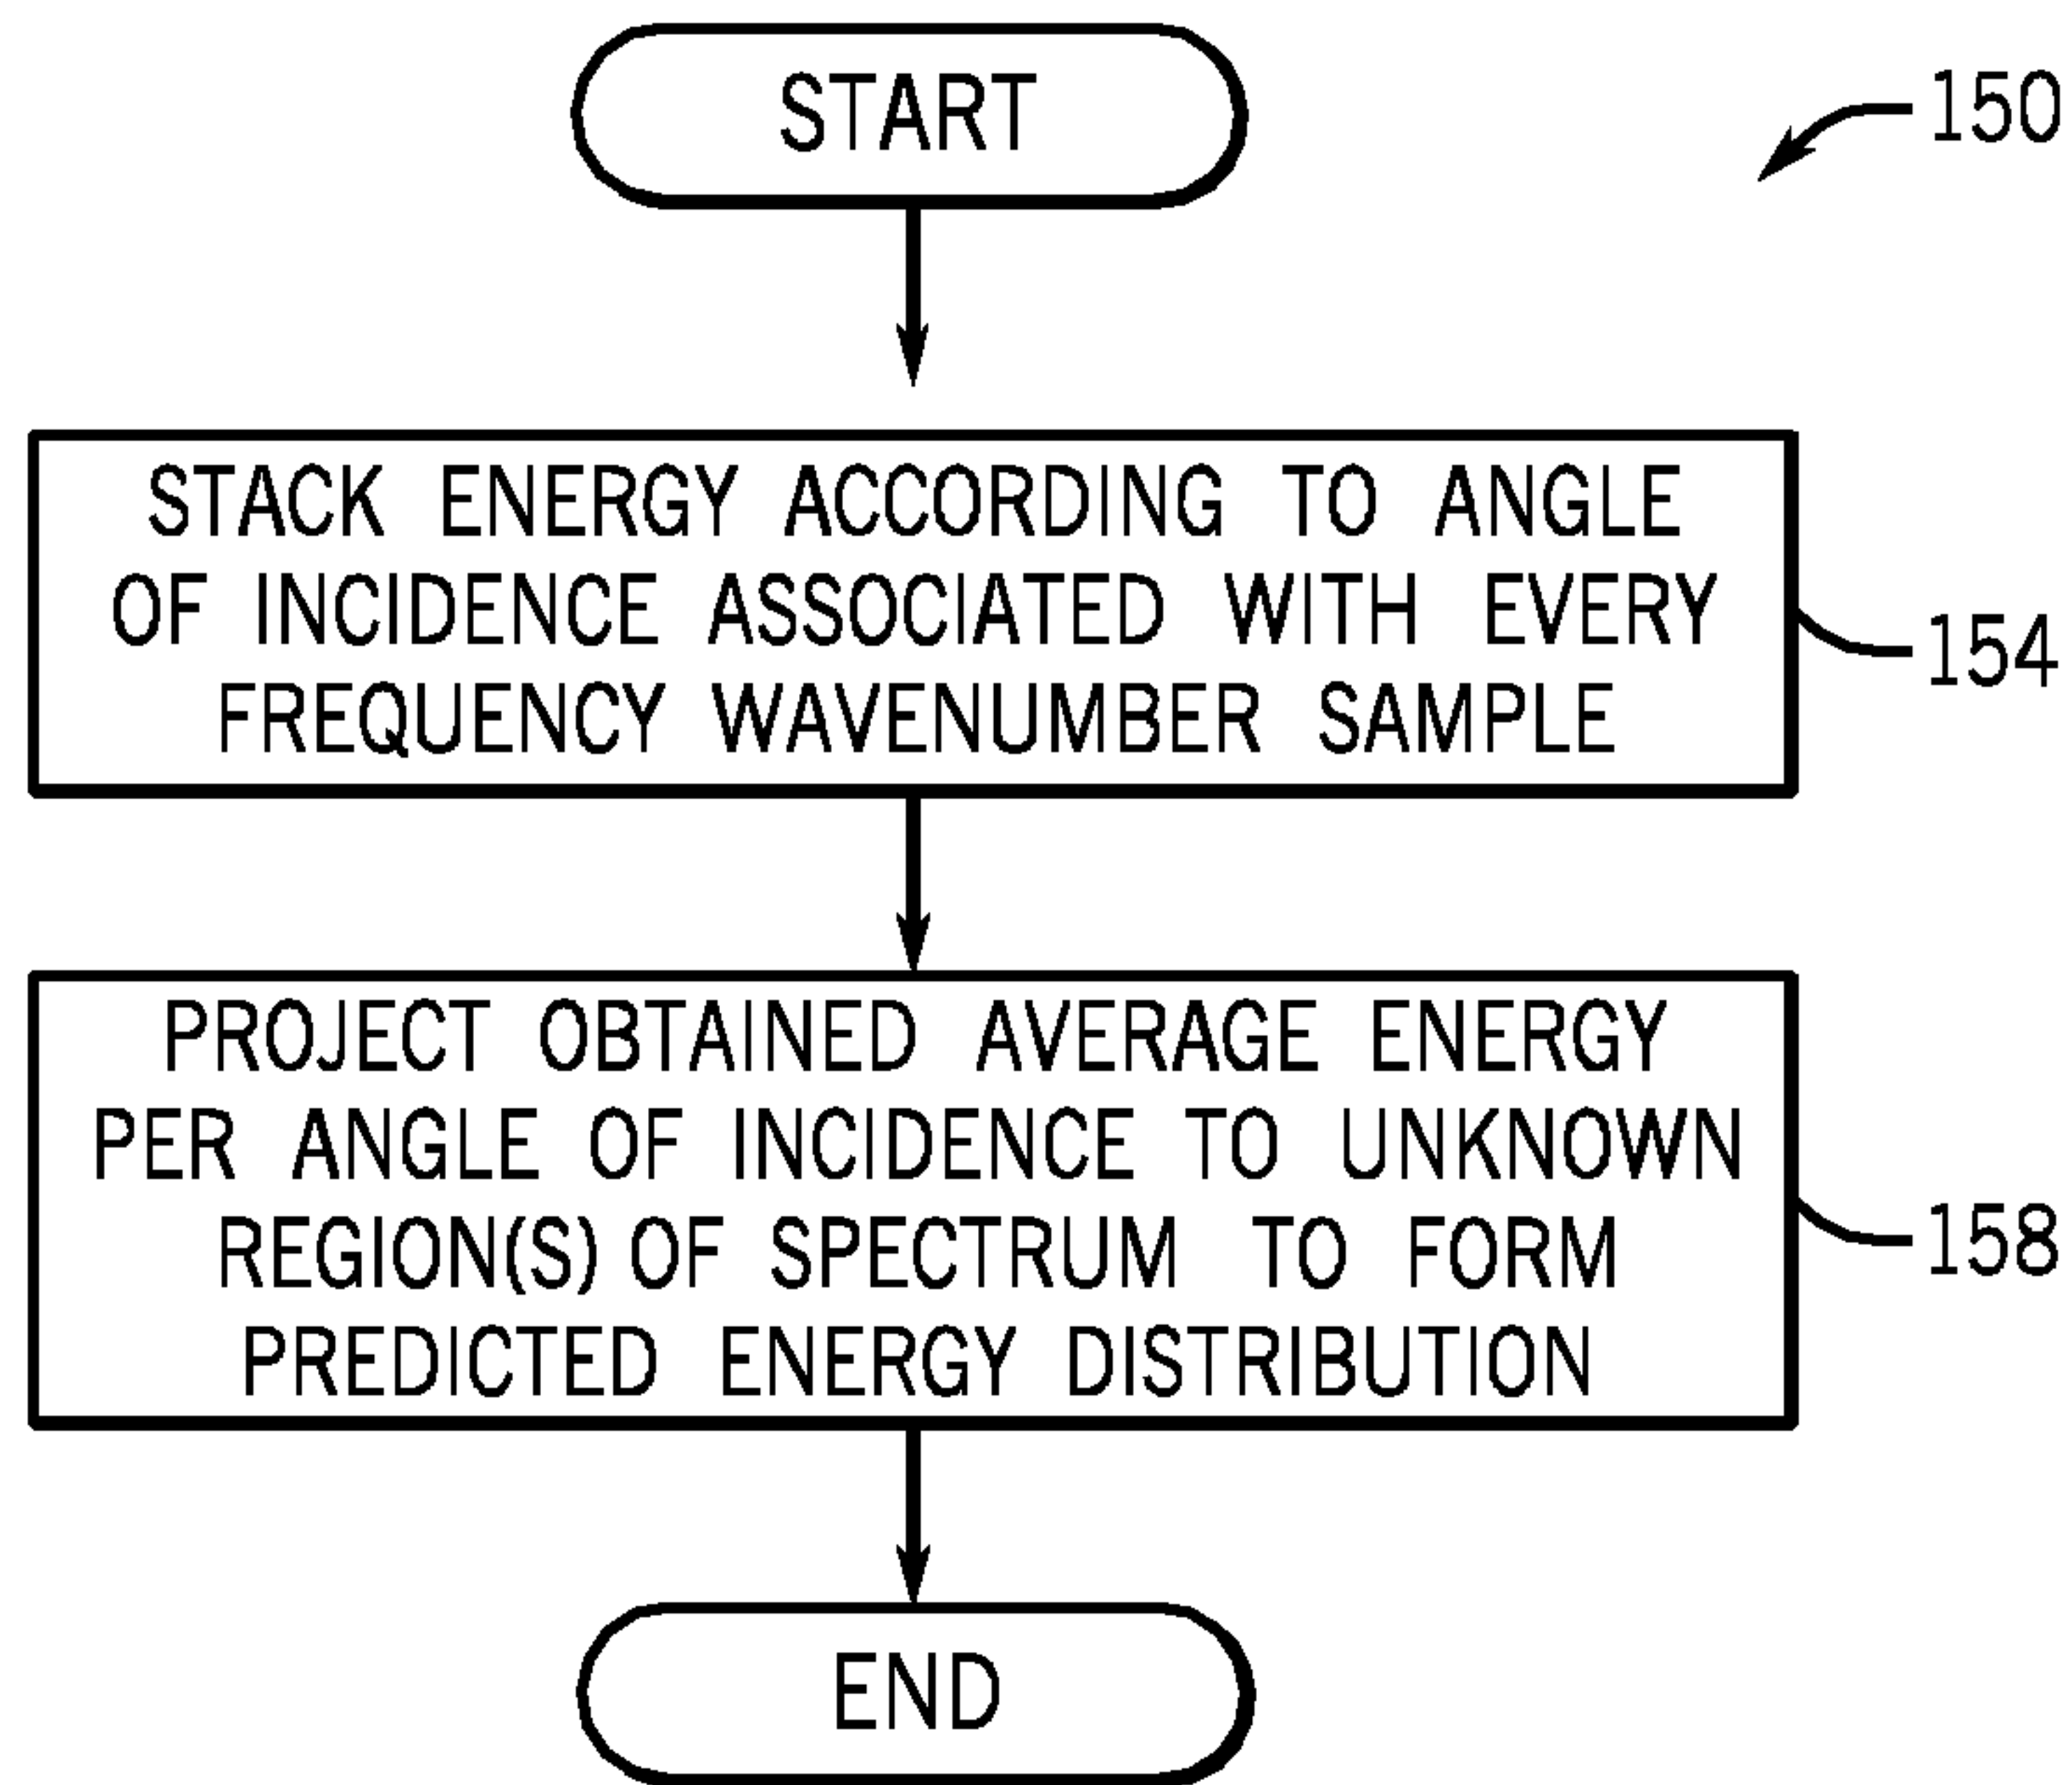 START
150
STACK ENERGY ACCORDING TO ANGLE
OF INCIDENCE ASSOCIATED WITH EVERY
FREQUENCY WAVENUMBER SAMPLE
154
PROJECT OBTAINED AVERAGE ENERGY
PER ANGLE OF INCIDENCE TO UNKNOWN
REGION(S) OF SPECTRUM TO FORM
PREDICTED ENERGY DISTRIBUTION
158
END